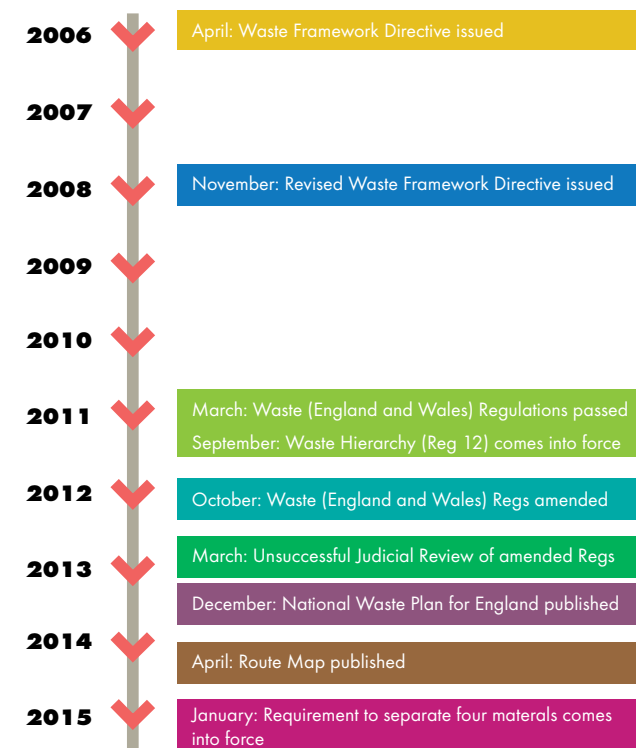 2006
April: Waste Framework Directive issued
2007
2008
November: Revised Waste Framework Directive issued
2009
2010
2011
March: Waste (England and Wales) Regulations passed
September: Waste Hierarchy (Reg 12) comes into force
2012
October: Waste (England and Wales) Regs amended
2013
March: Unsuccessful Judicial Review of amended Regs
December: National Waste Plan for England published
2014
April: Route Map published
2015
January: Requirement to separate four materals comes
into force